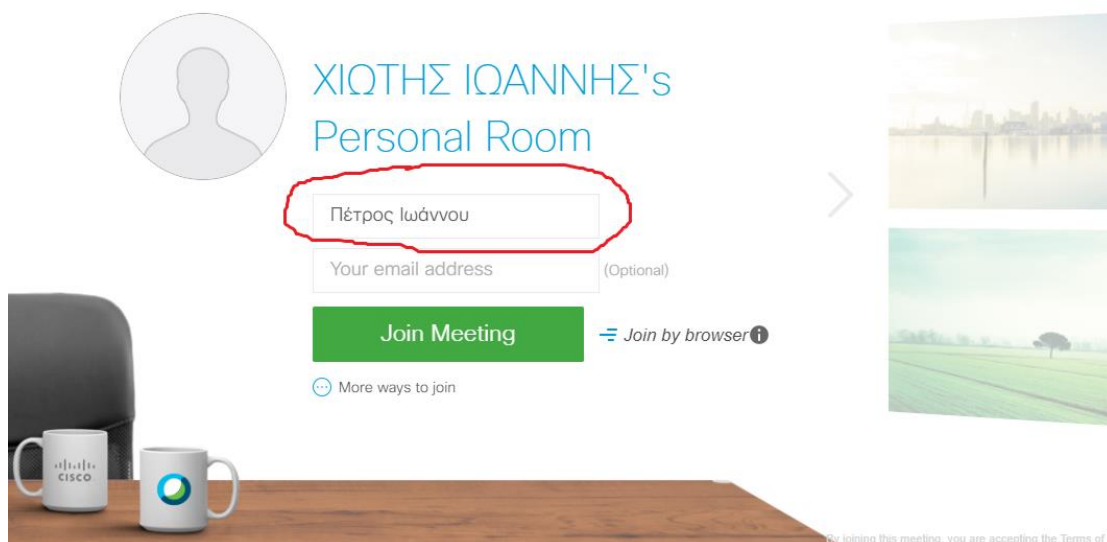 ΧΙΩΤΗΣ ΙΩΑΝΝΗΣ's
Personal Room
Πέτρος Ιωάννου
Your email address
(Optional)
Join Meeting
Join by browser
More ways to join
CISCO
By joining this meeting, you are accepting the Terms of